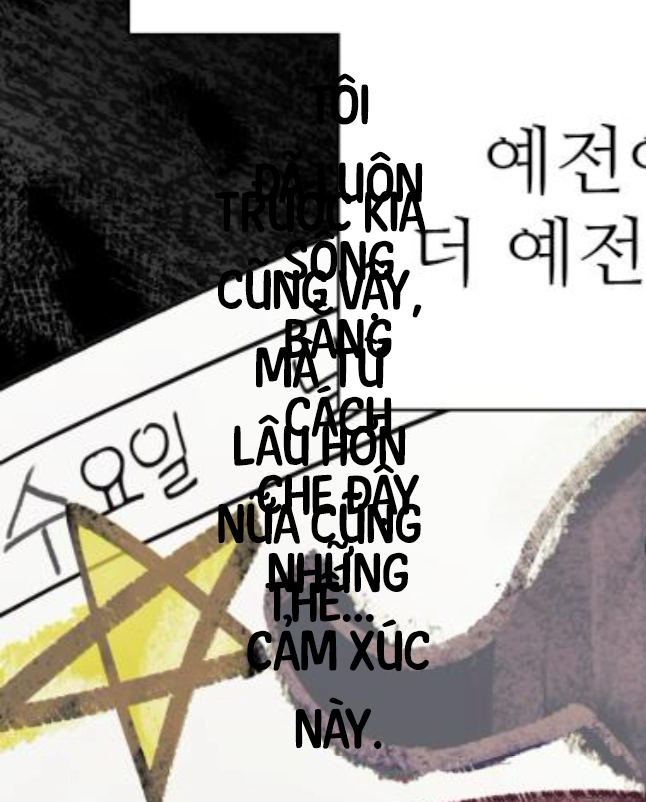 TÔI
ĐÃ LUÔN
SỐNG
BẰNG
CÁCH
CHE ĐẬY
NHỮNG
CẢM XÚC
NÀY.
TRƯỚC KIA
CŨNG VẬY,
MÀ TỪ
LÂU HƠN
NỮA CŨNG
THẾ...
예전
더 예전
수요일